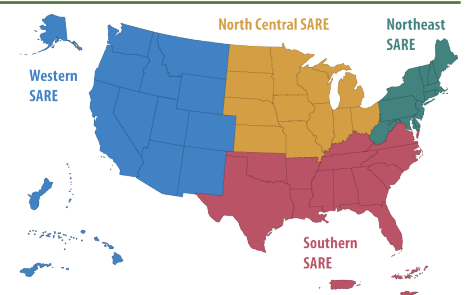 North Central SARE
Northeast
SARE
Western
SARE
Southern
SARE